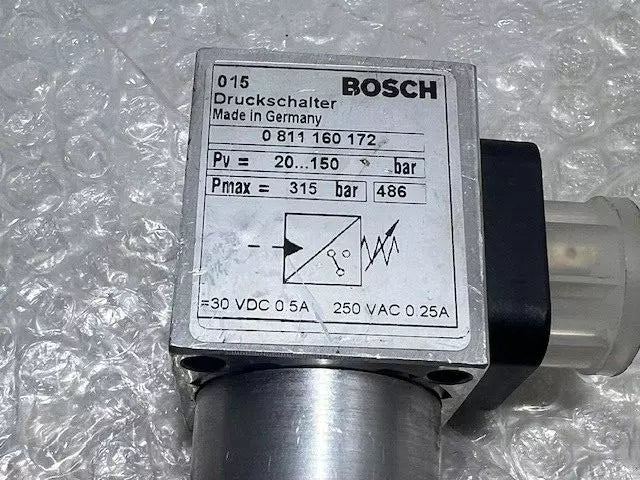 015 BOSCH
Druckschalter
Made in Germany
0 811 160 172
Pv = 20...150 bar
Pmax = 315 bar 486
=30 VDC 0.5A 250 VAC 0.25A